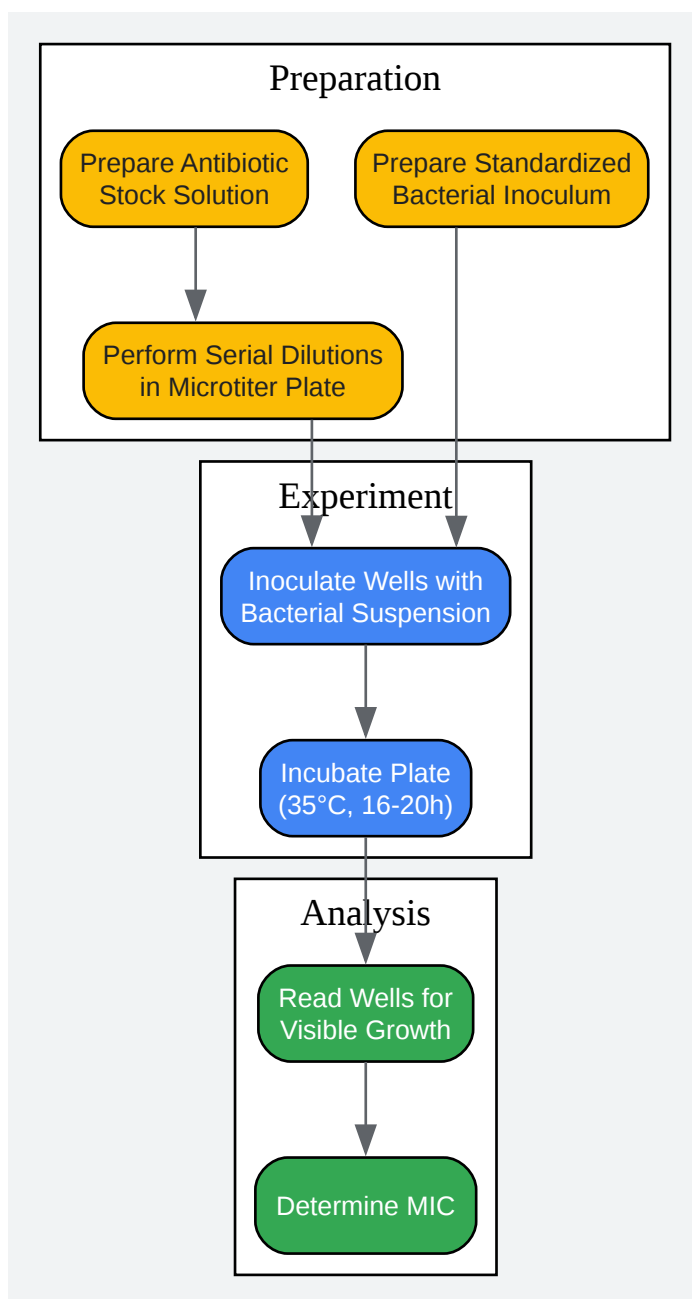 Preparation
Prepare Antibiotic
Stock Solution
Prepare Standardized
Bacterial Inoculum
Perform Serial Dilutions
in Microtiter Plate
Experiment
Inoculate Wells with
Bacterial Suspension
Incubate Plate
(35°C, 16-20h)
Analysis
Read Wells for
Visible Growth
Determine MIC